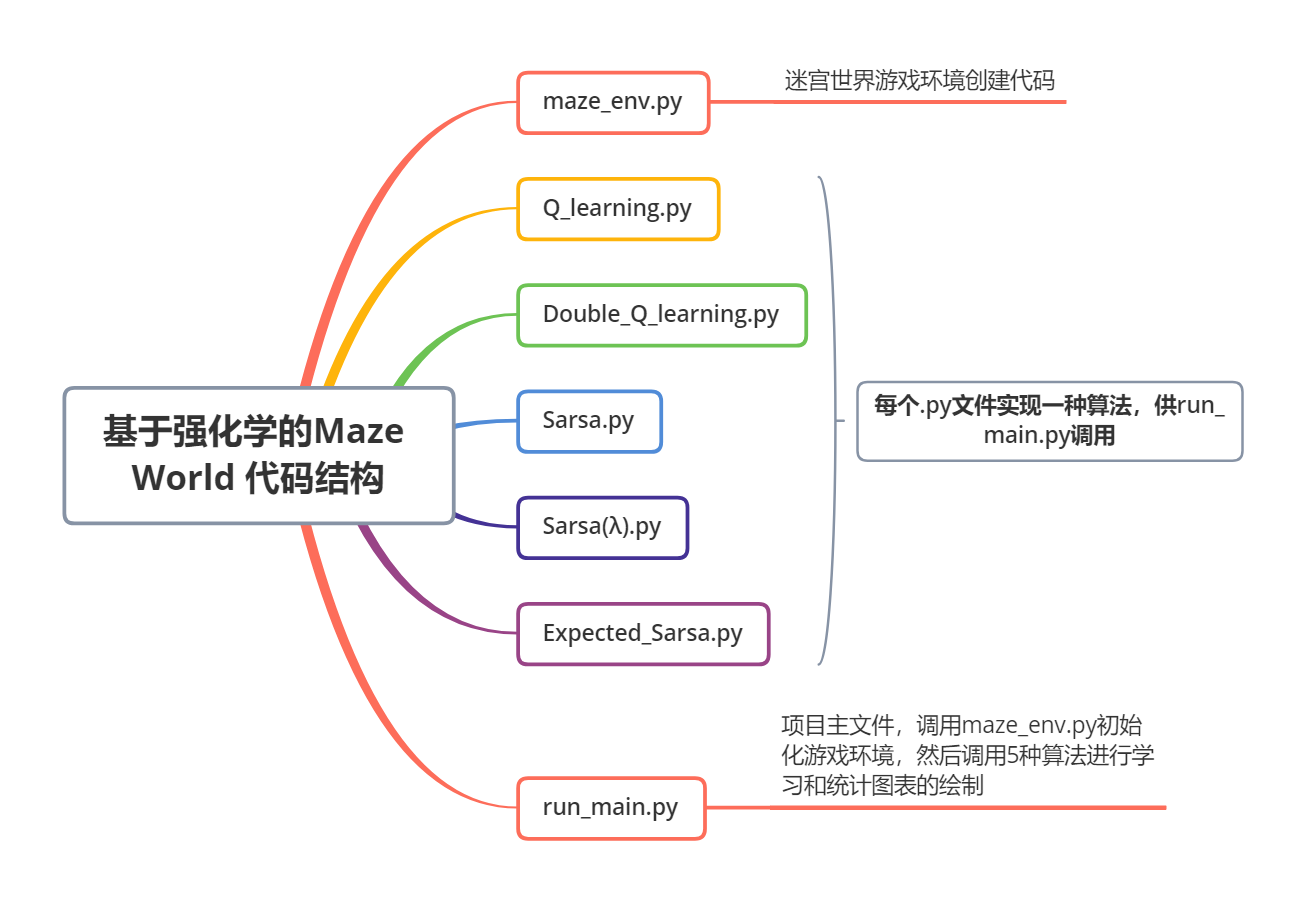 迷宫世界游戏环境创建代码
maze_env.py
Q_learning.py
Double_Q_learning.py
基于强化学的Maze
World 代码结构
Sarsa.py
每个.py文件实现一种算法，供run_
main.py调用
Sarsa(λ).py
Expected_Sarsa.py
项目主文件，调用maze_env.py初始
化游戏环境，然后调用5种算法进行学
习和统计图表的绘制
run_main.py